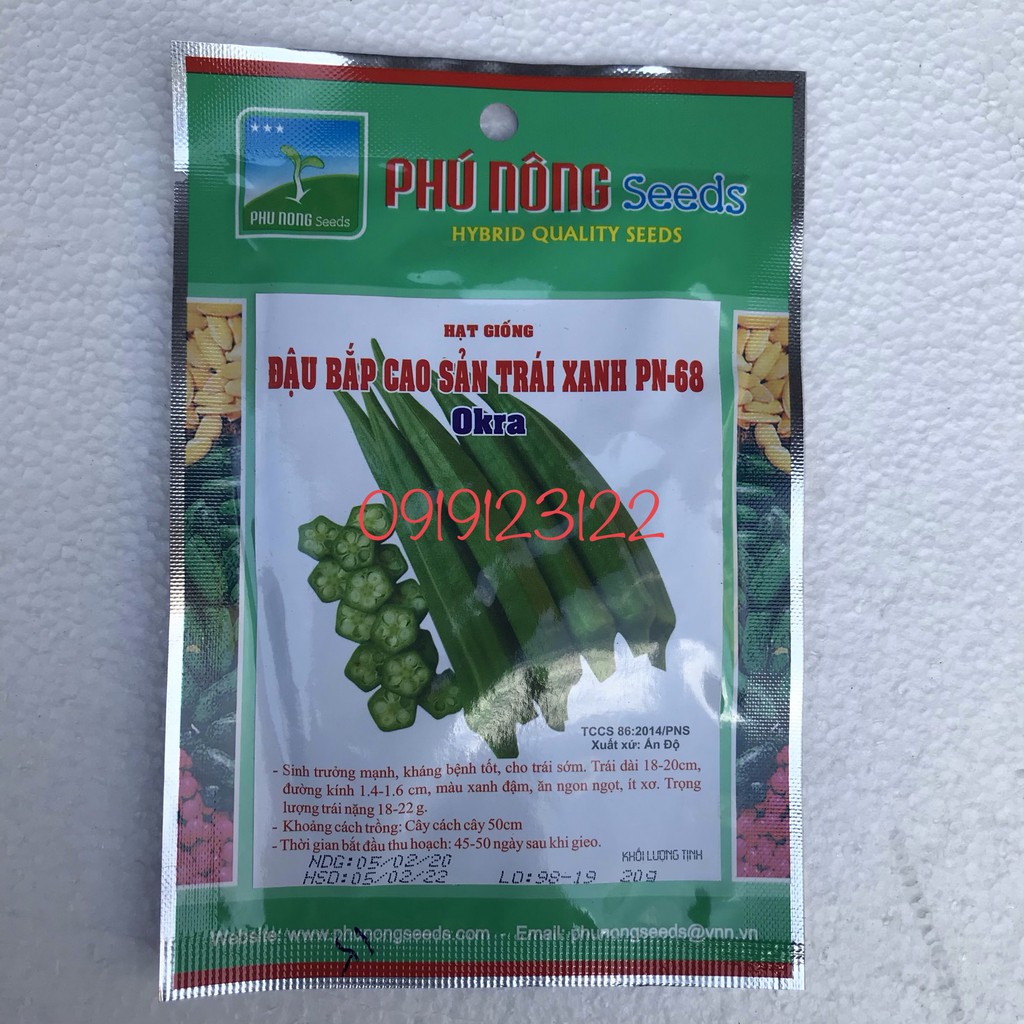 PHU NONG Seeds
PHÚ NÔNG Seeds
HYBRID QUALITY SEEDS
HẠT GIỐNG
ĐẬU BẮP CAO SẢN TRÁI XANH PN-68
Okra
0919123122
TCCS 86:2014/PNS
Xuất xứ: Ấn Độ
- Sinh trưởng mạnh, kháng bệnh tốt, cho trái sớm. Trái dài 18-20cm,
đường kính 1.4-1.6 cm, màu xanh đậm, ăn ngon ngọt, ít xơ. Trọng
lượng trái nặng 18-22 g.
- Khoảng cách trồng: Cây cách cây 50cm
- Thời gian bắt đầu thu hoạch: 45-50 ngày sau khi gieo.
NDG:05/02/20
KHỐI LƯỢNG TỊNH
HSD:05/02/22 LO:98-19 20g
Website: www.phunongseeds.com - Email: phunongseeds@vnn.vn